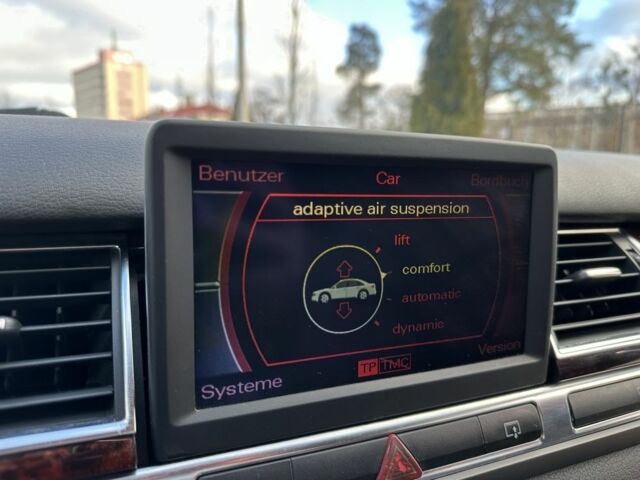 Benutzer Car Bordbuch
adaptive air suspension
lift
comfort
automatic
dynamic
TP TMC
Systeme Version